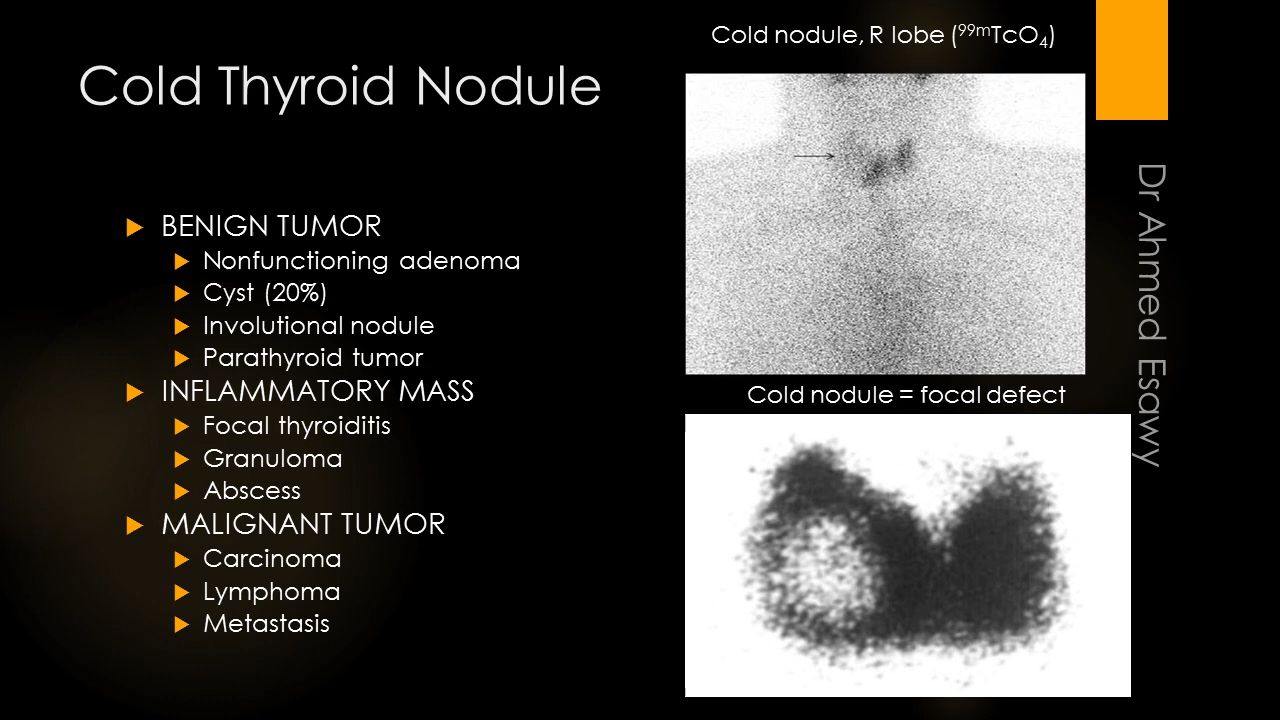 Cold Thyroid Nodule
BENIGN TUMOR
Nonfunctioning adenoma
Cyst (20%)
Involutional nodule
Parathyroid tumor
INFLAMMATORY MASS
Focal thyroiditis
Granuloma
Abscess
MALIGNANT TUMOR
Carcinoma
Lymphoma
Metastasis
Cold nodule, R lobe (⁹⁹ᵐTcO₄)
Cold nodule = focal defect
Dr Ahmed Esawy